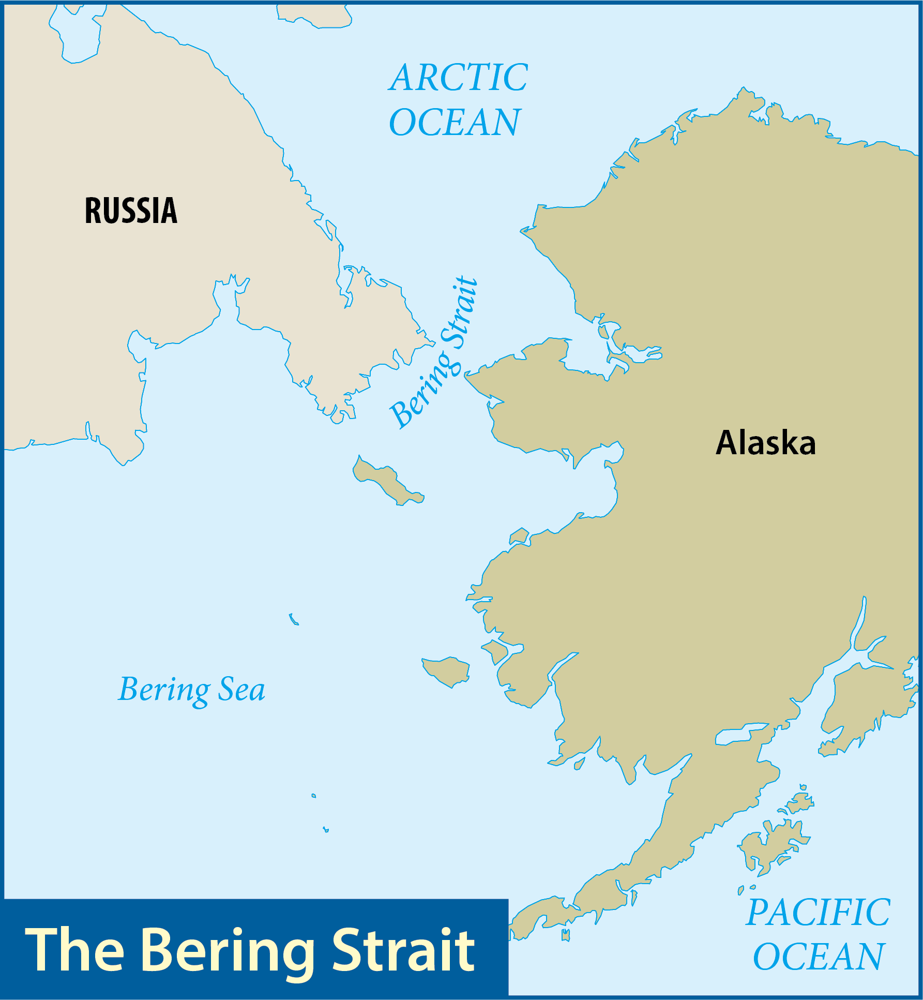 ARCTIC
OCEAN
RUSSIA
Bering Strait
Alaska
Bering Sea
PACIFIC
OCEAN
The Bering Strait